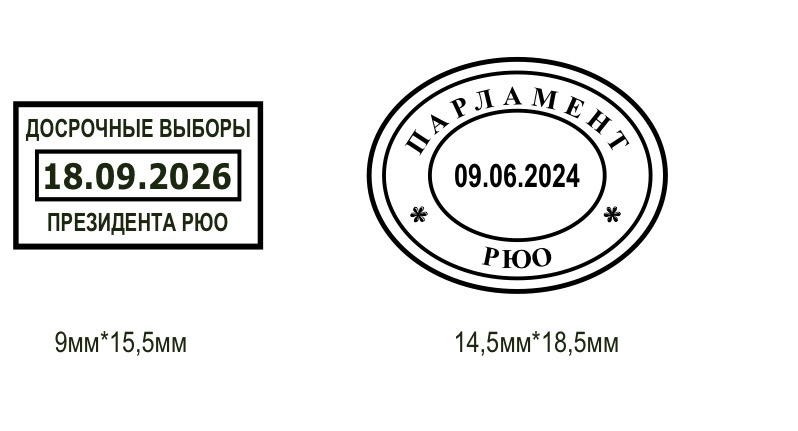 ДОСРОЧНЫЕ ВЫБОРЫ
18.09.2026
ПРЕЗИДЕНТА РЮО
9мм*15,5мм
ПАРЛАМЕНТ
09.06.2024
* *
РЮО
14,5мм*18,5мм